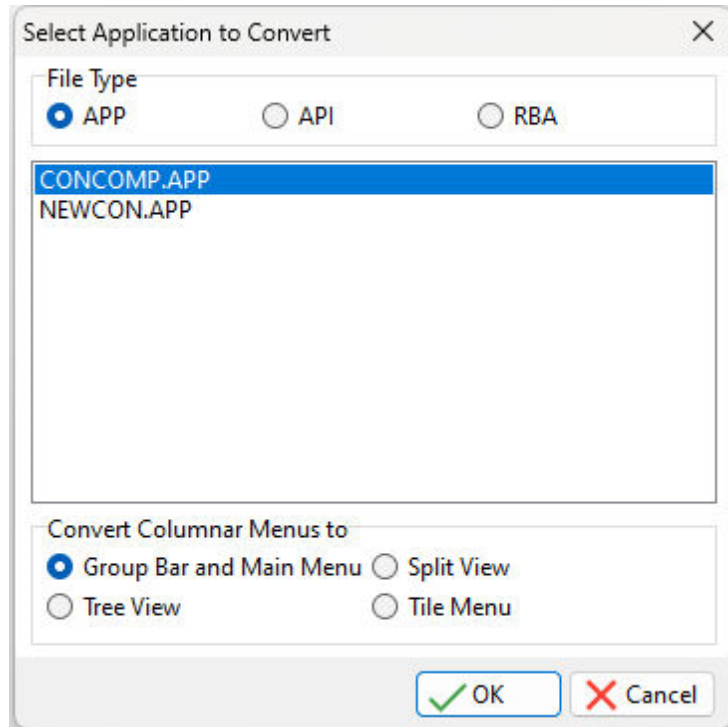 Select Application to Convert
File Type
APP API RBA
CONCOMP.APP
NEWCON.APP
Convert Columnar Menus to
Group Bar and Main Menu Split View
Tree View Tile Menu
OK Cancel